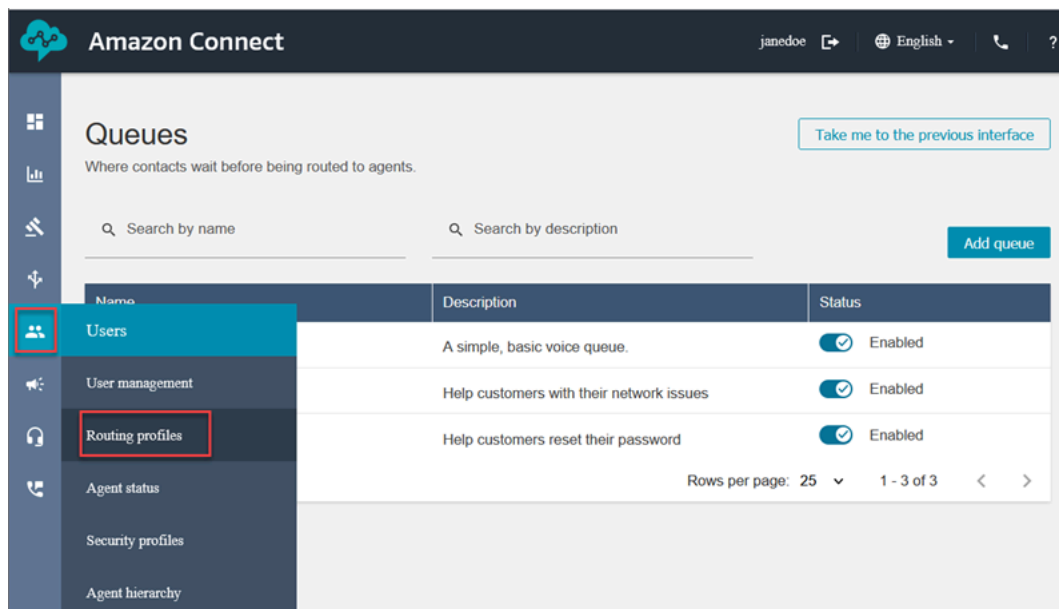 Amazon Connect
janedoe English ?
Queues
Take me to the previous interface
Where contacts wait before being routed to agents.
Search by name Search by description
Add queue
Name Description Status
Users
A simple, basic voice queue. Enabled
User management
Help customers with their network issues Enabled
Routing profiles
Help customers reset their password Enabled
Rows per page: 25 1 - 3 of 3 < >
Agent status
Security profiles
Agent hierarchy